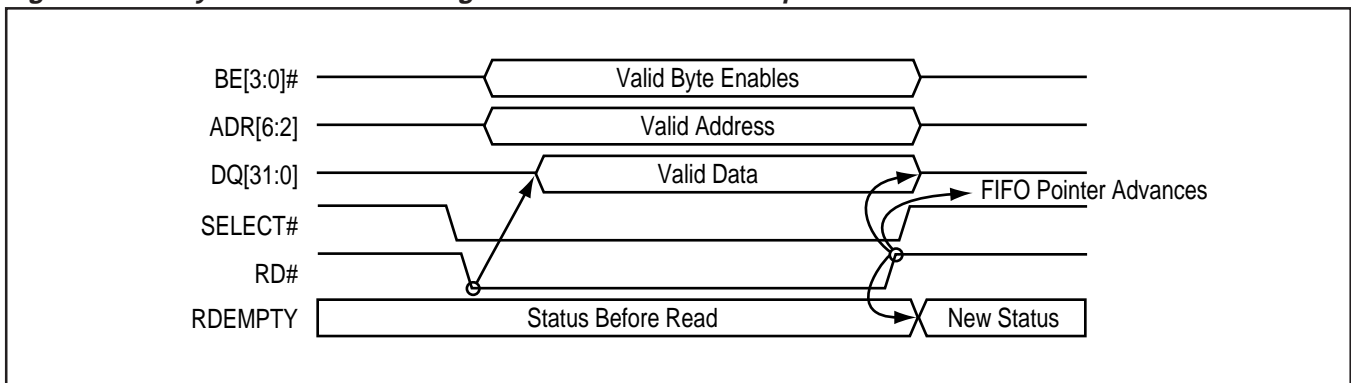 BE[3:0]# Valid Byte Enables
ADR[6:2] Valid Address
DQ[31:0] Valid Data
FIFO Pointer Advances
SELECT#
RD#
RDEMPTY Status Before Read New Status